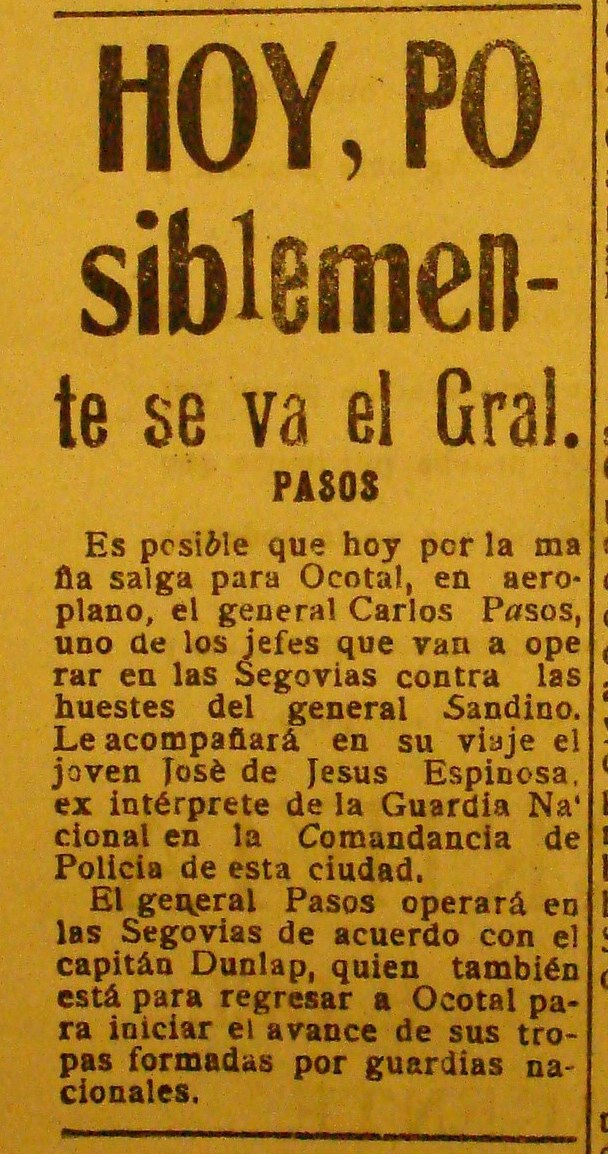 HOY, PO
siblemen-
te se va el Gral.
PASOS
Es posible que hoy por la ma
ña salga para Ocotal, en aero-
plano, el general Carlos Pasos,
uno de los jefes que van a ope
rar en las Segovias contra las
huestes del general Sandino.
Le acompañará en su viaje el
joven Josè de Jesus Espinosa,
ex intérprete de la Guardia Na'
cional en la Comandancia de
Policia de esta ciudad.
El general Pasos operará en
las Segovias de acuerdo con el
capitán Dunlap, quien también
está para regresar a Ocotal pa-
ra iniciar el avance de sus tro-
pas formadas por guardias na-
cionales.